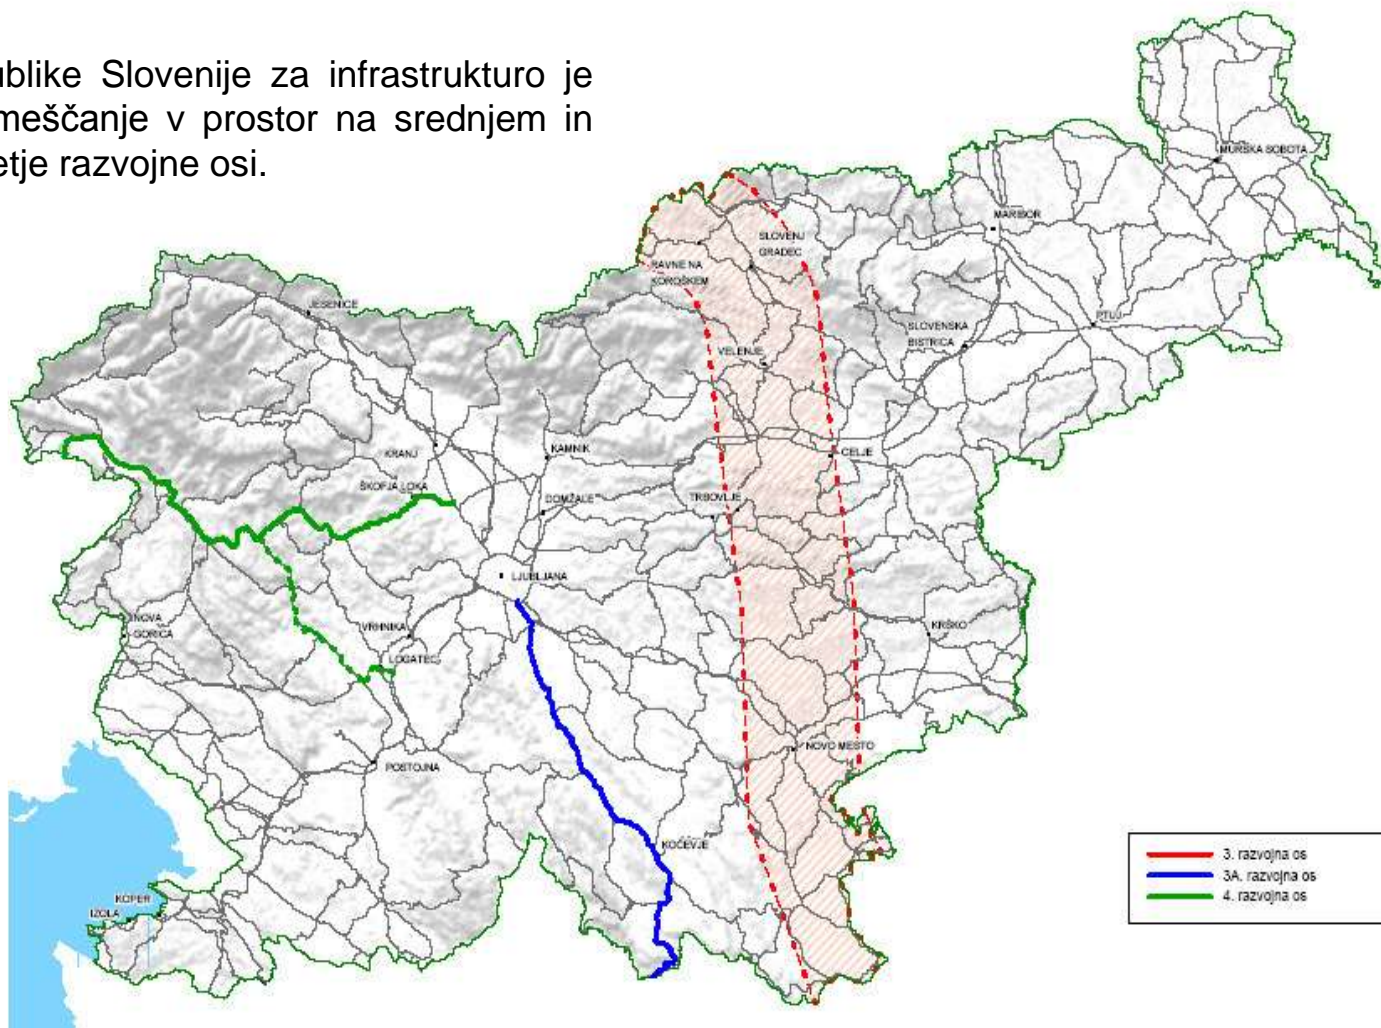 ublike Slovenije za infrastrukturo je
meščanje v prostor na srednjem in
etje razvojne osi.
MURSKA SOBOTA
MARIBOR
SLOVENJ
GRADEC
RAVNE NA
KOROŠKEM
JESENICE
PTUJ
SLOVENSKA
BISTRICA
VELENJE
KRANJ
KAMNIK
CELJE
ŠKOFJA LOKA
DOMŽALE
TRBOVLJE
LJUBLJANA
NOVA
GORICA
VRHNIKA
KRŠKO
LOGATEC
NOVO MESTO
POSTOJNA
KOČEVJE
KOPER
IZOLA
3. razvojna os
3A. razvojna os
4. razvojna os